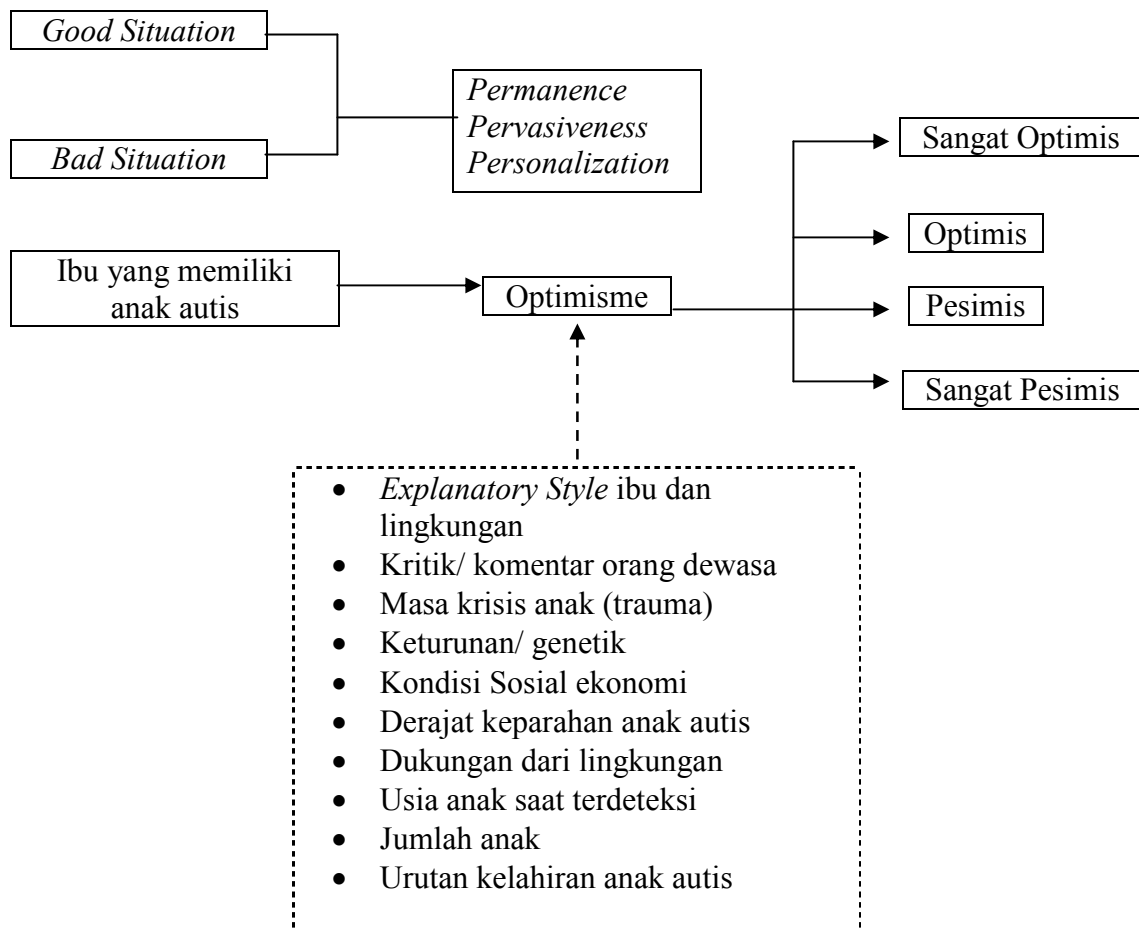 Good Situation
Permanence
Pervasiveness
Personalization
Bad Situation
Sangat Optimis
Optimis
Ibu yang memiliki
anak autis
Optimisme
Pesimis
Sangat Pesimis
• Explanatory Style ibu dan
lingkungan
• Kritik/ komentar orang dewasa
• Masa krisis anak (trauma)
• Keturunan/ genetik
• Kondisi Sosial ekonomi
• Derajat keparahan anak autis
• Dukungan dari lingkungan
• Usia anak saat terdeteksi
• Jumlah anak
• Urutan kelahiran anak autis